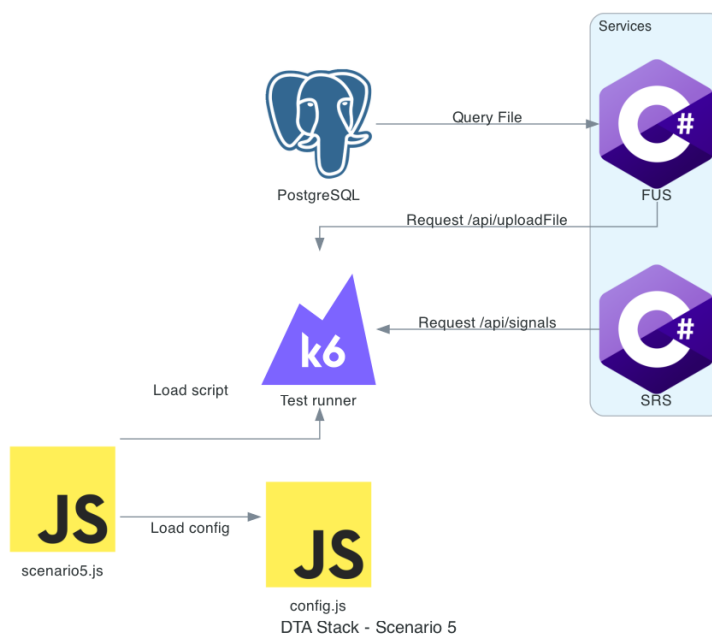 Services
C#
Query File
PostgreSQL
FUS
Request /api/uploadFile
C#
Request /api/signals
k6
Load script
Test runner
SRS
JS
JS
Load config
scenario5.js
config.js
DTA Stack - Scenario 5